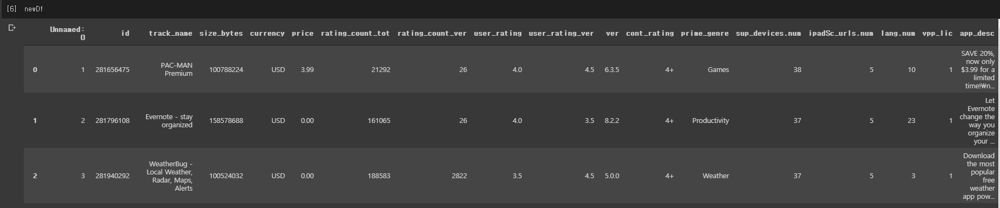 [6] newDf
Unnamed: 0 id track_name size_bytes currency price rating_count_tot rating_count_ver user_rating user_rating_ver ver cont_rating prime_genre sup_devices.num ipadSc_urls.num lang.num vpp_lic app_desc
0 1 281656475 PAC-MAN Premium 100788224 USD 3.99 21292 26 4.0 4.5 6.3.5 4+ Games 38 5 10 1 SAVE 20%, now only $3.99 for a limited time!₩n...
1 2 281796108 Evernote - stay organized 158578688 USD 0.00 161065 26 4.0 3.5 8.2.2 4+ Productivity 37 5 23 1 Let Evernote change the way you organize your ...
2 3 281940292 WeatherBug - Local Weather, Radar, Maps, Alerts 100524032 USD 0.00 188583 2822 3.5 4.5 5.0.0 4+ Weather 37 5 3 1 Download the most popular free weather app pow...